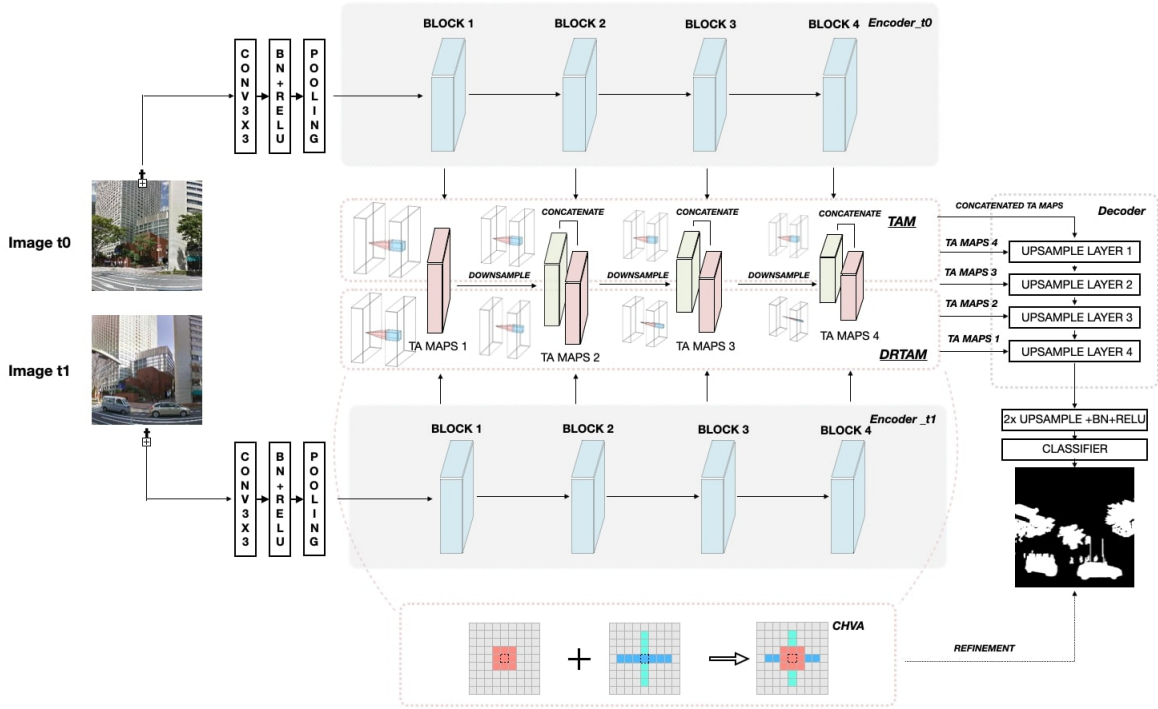 BLOCK 1
BLOCK 2
BLOCK 3
BLOCK 4
Encoder_t0
CONV3X3
BN+RELU
POOLING
Image t0
Image t1
CONCATENATE
CONCATENATE
CONCATENATE
TAM
DOWNSAMPLE
DOWNSAMPLE
DOWNSAMPLE
TA MAPS 1
TA MAPS 2
TA MAPS 3
TA MAPS 4
DRTAM
CONCATENATED TA MAPS
Decoder
TA MAPS 4
UPSAMPLE LAYER 1
TA MAPS 3
UPSAMPLE LAYER 2
TA MAPS 2
UPSAMPLE LAYER 3
TA MAPS 1
UPSAMPLE LAYER 4
2x UPSAMPLE +BN+RELU
CLASSIFIER
BLOCK 1
BLOCK 2
BLOCK 3
BLOCK 4
Encoder _t1
CONV3X3
BN+RELU
POOLING
CHVA
REFINEMENT